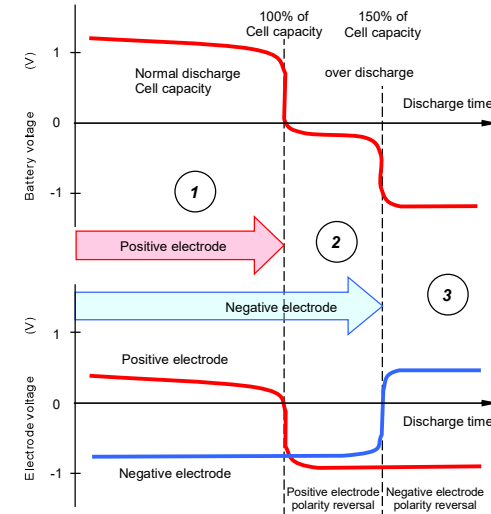 100% of
Cell capacity
150% of
Cell capacity
(V)
Battery voltage
1
0
-1
Normal discharge
Cell capacity
over discharge
Discharge time
1
2
3
Positive electrode
Negative electrode
(V)
Electrode voltage
1
0
-1
Positive electrode
Discharge time
Negative electrode
Positive electrode
polarity reversal
Negative electrode
polarity reversal